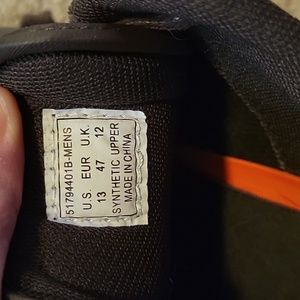 51794401B-MENS
U.S EUR U.K
13 47 12
SYNTHETIC UPPER
MADE IN CHINA